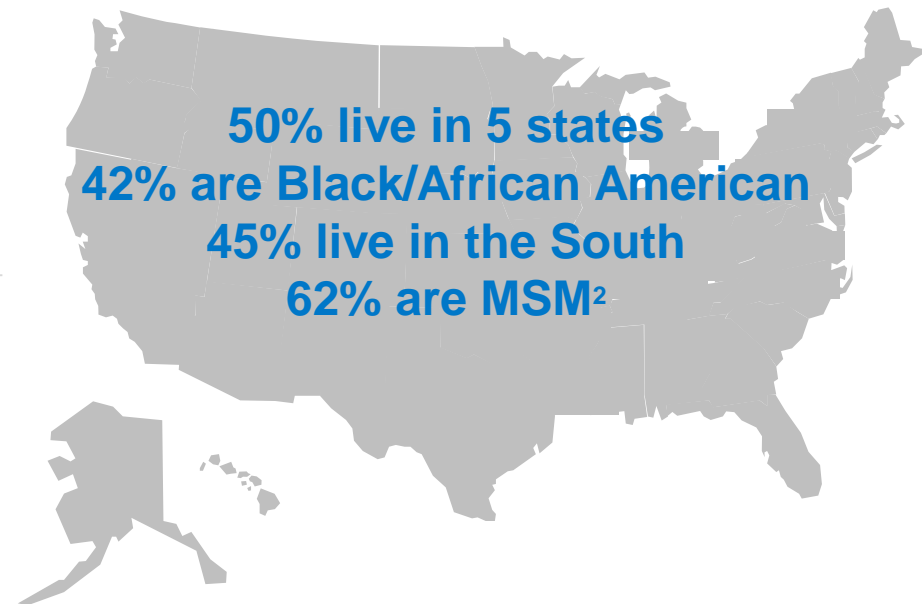 50% live in 5 states
42% are Black/African American
45% live in the South
62% are MSM²